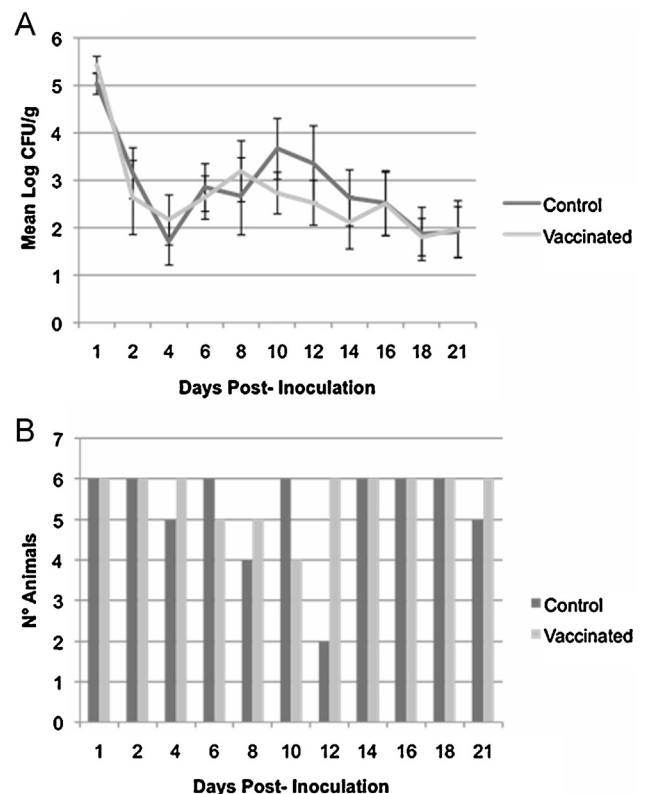 A
6
5
4
3
2
1
0
Mean Log CFU/g
1 2 4 6 8 10 12 14 16 18 21
Days Post- Inoculation
Control
Vaccinated
B
7
6
5
4
3
2
1
0
N° Animals
1 2 4 6 8 10 12 14 16 18 21
Days Post- Inoculation
Control
Vaccinated